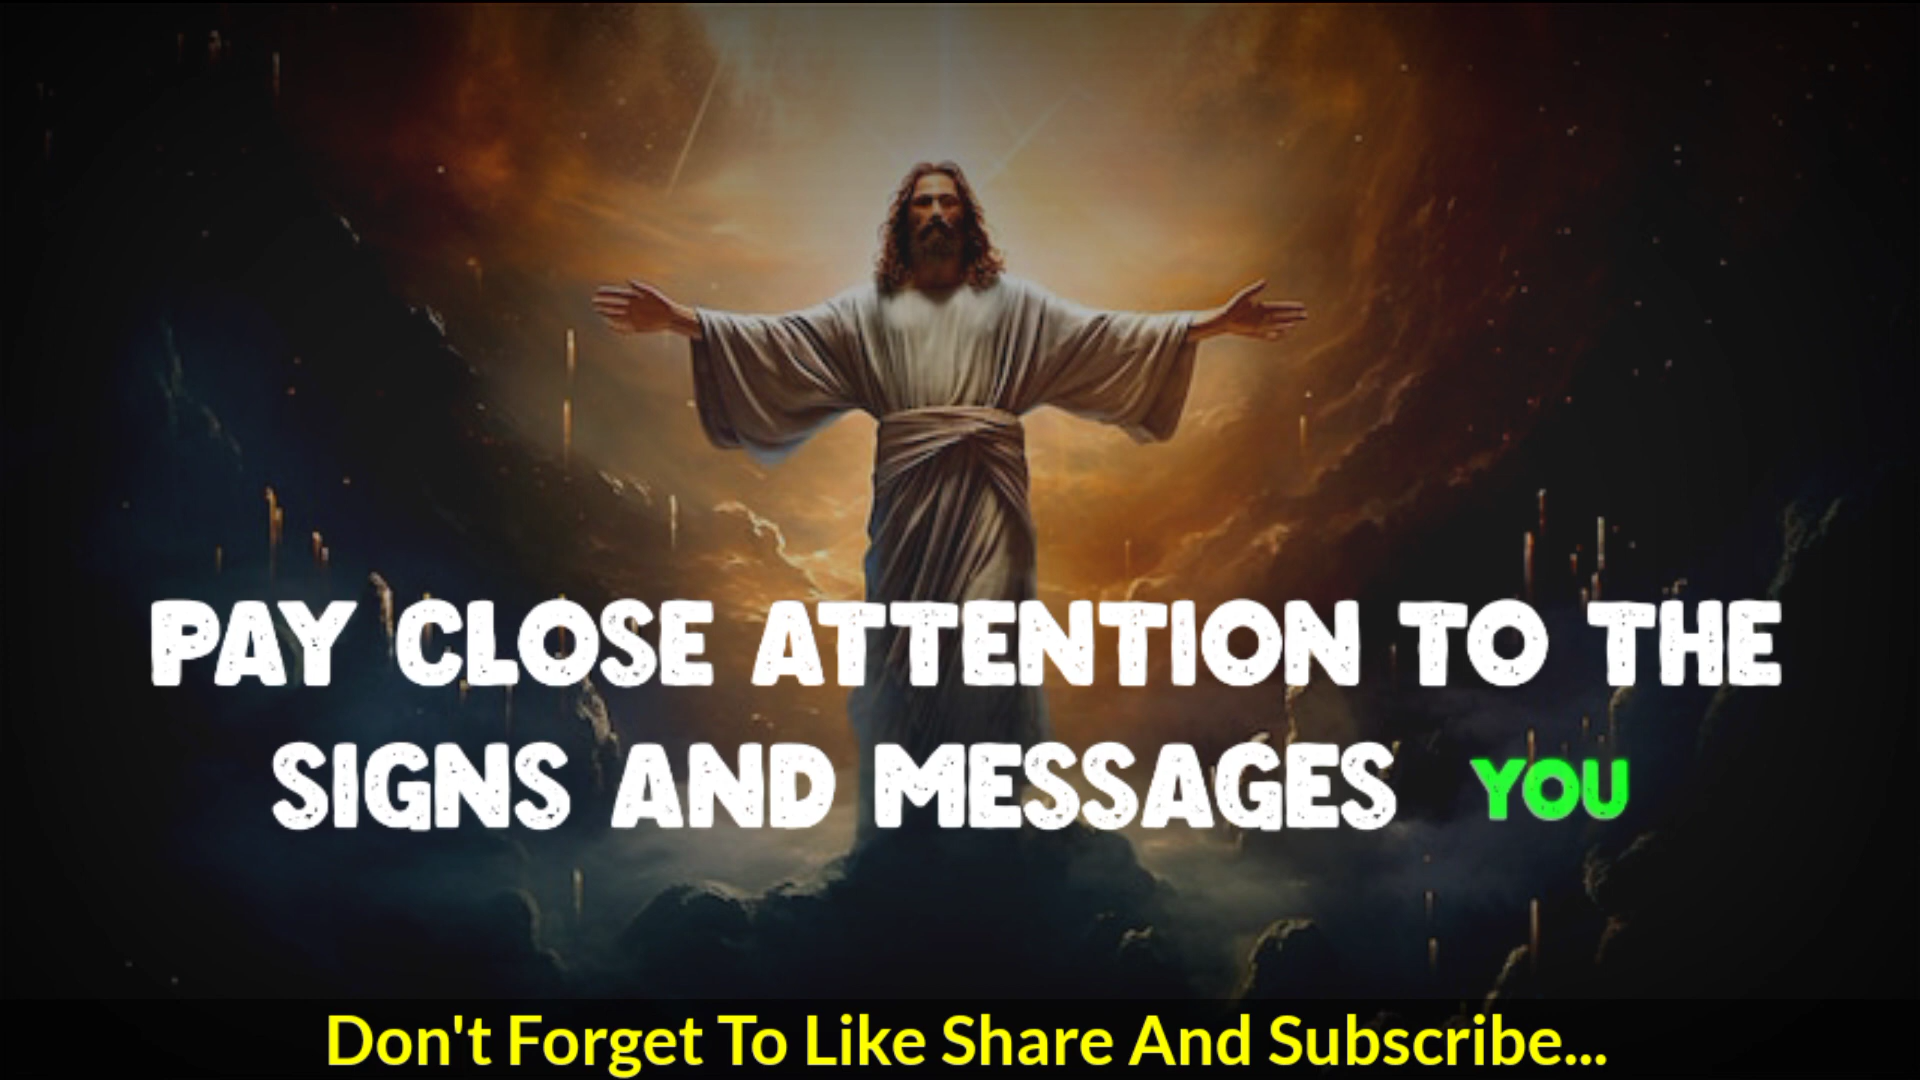 PAY CLOSE ATTENTION TO THE
SIGNS AND MESSAGES YOU
Don't Forget To Like Share And Subscribe...